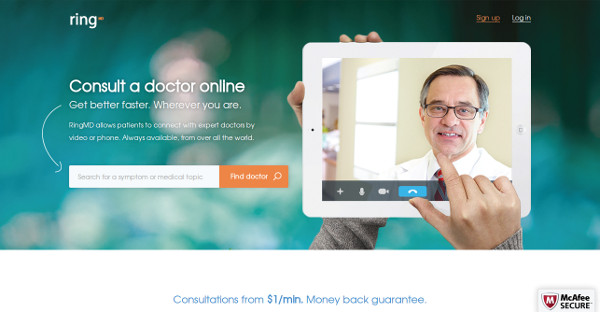 ringMD
Sign up
Log in
Consult a doctor online
Get better faster. Wherever you are.
RingMD allows patients to connect with expert doctors by
video or phone. Always available, from over all the world.
Search for a symptom or medical topic
Find doctor
Consultations from $1/min. Money back guarantee.
McAfee
SECURE